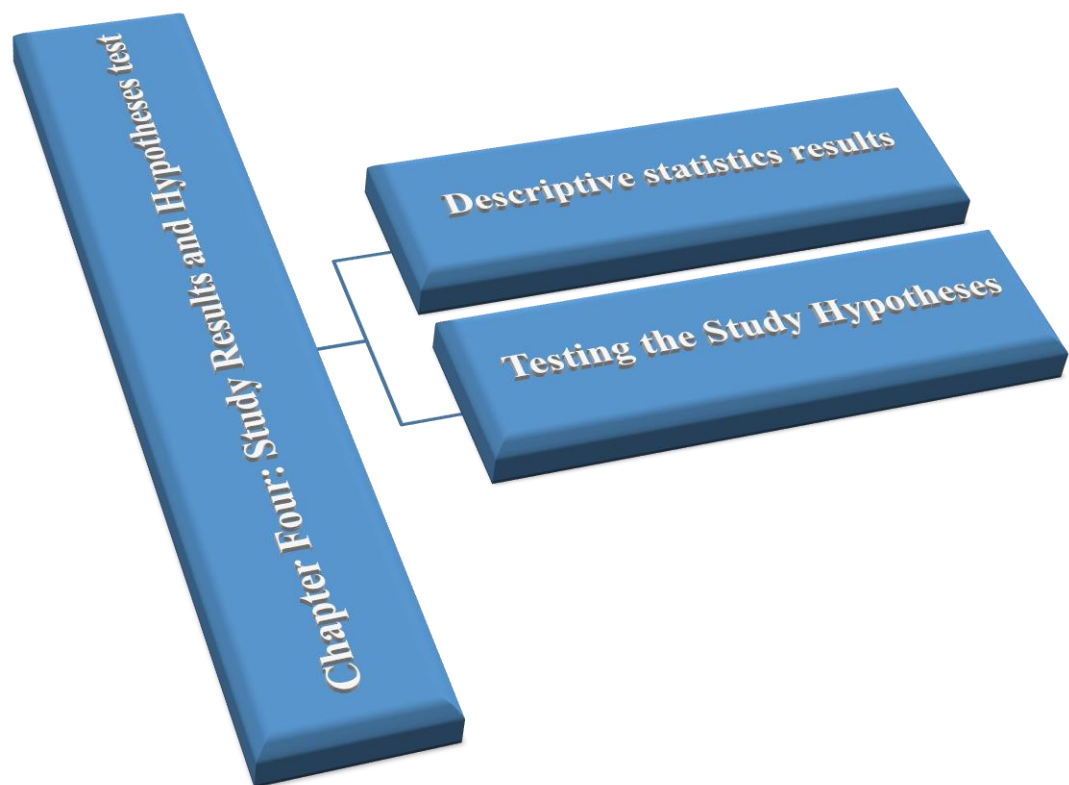 Chapter Four: Study Results and Hypotheses test
Descriptive statistics results
Testing the Study Hypotheses